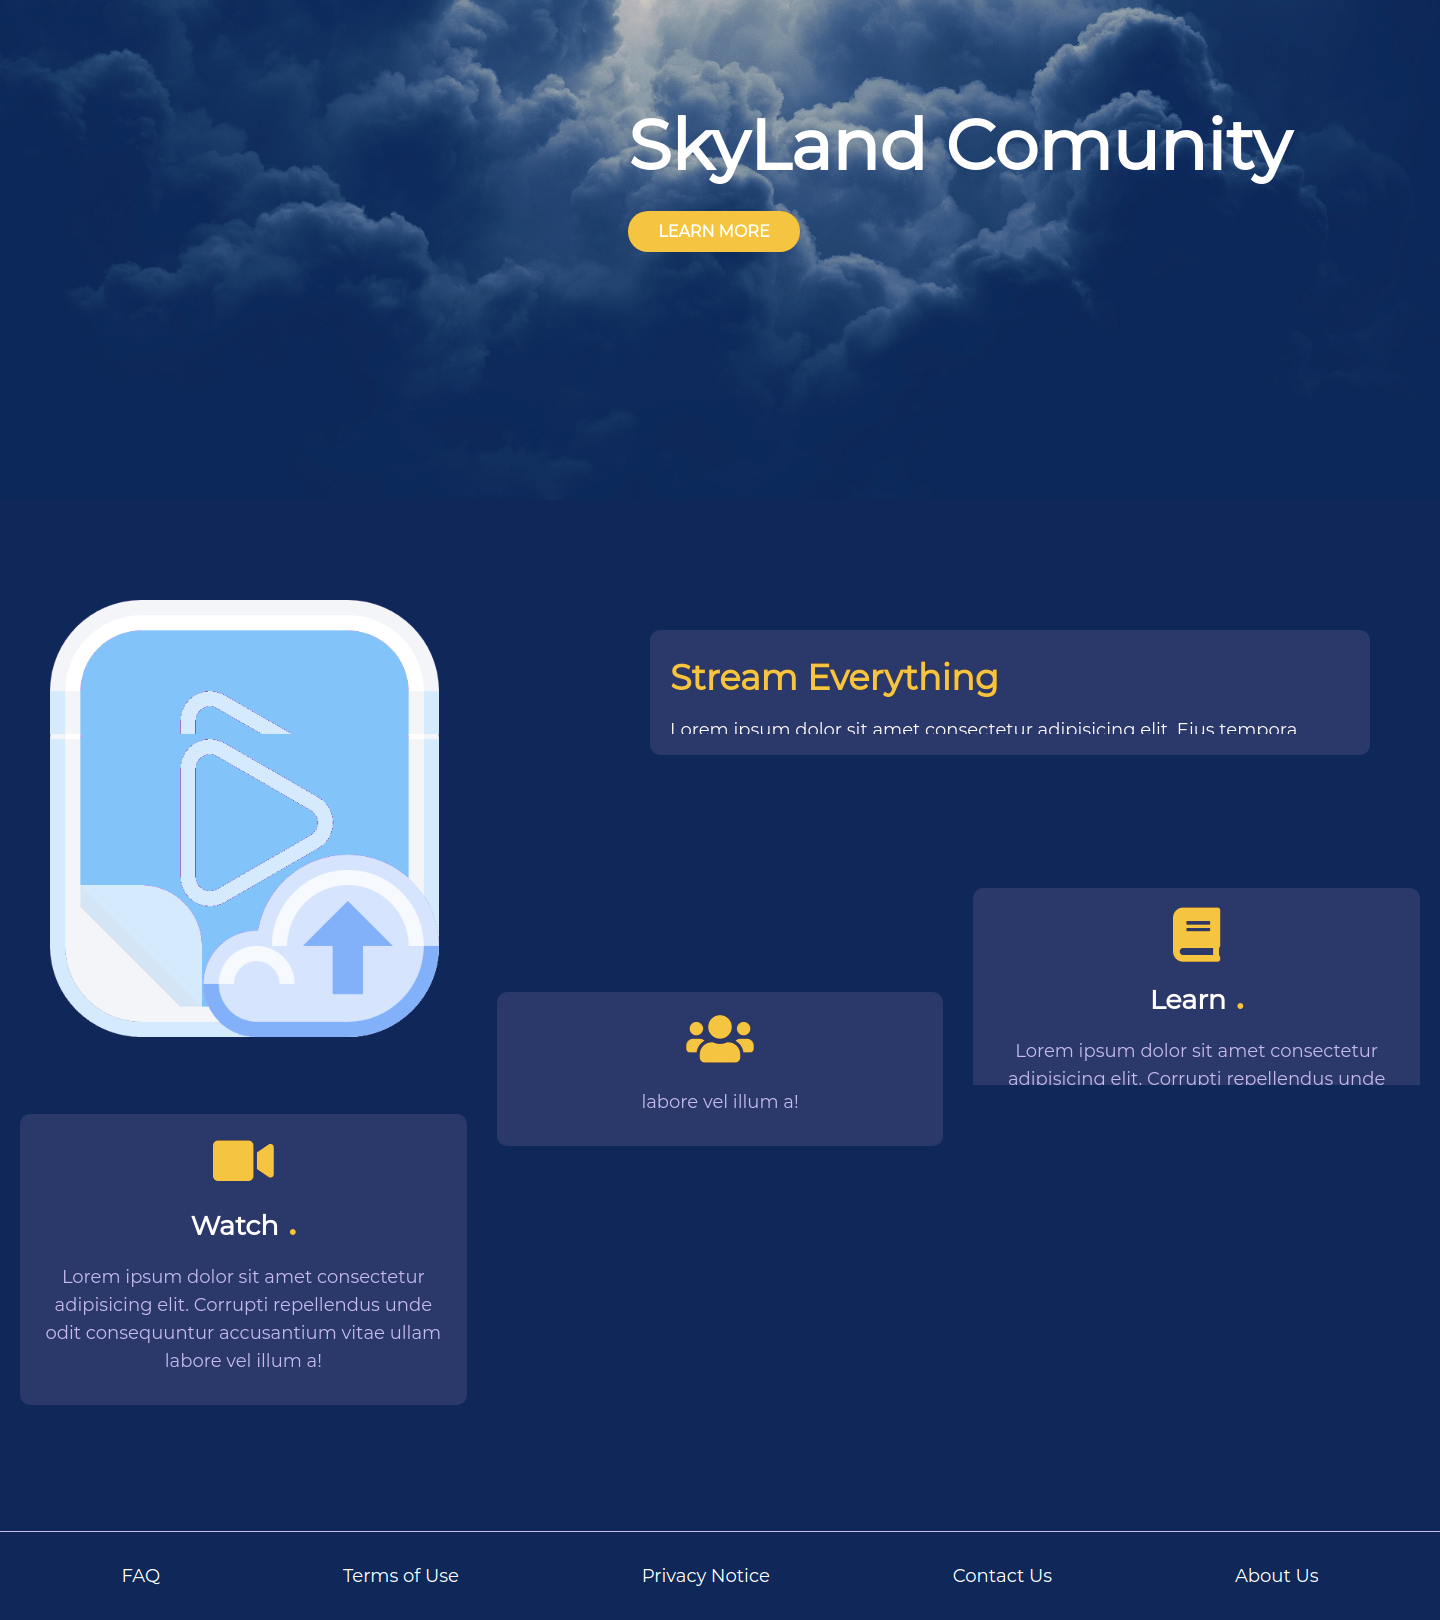 SkyLand Comunity
LEARN MORE
Stream Everything
Lorem ipsum dolor sit amet consectetur adipisicing elit. Eius tempora
Learn .
Lorem ipsum dolor sit amet consectetur
adipisicing elit. Corrupti repellendus unde
labore vel illum a!
Watch .
Lorem ipsum dolor sit amet consectetur
adipisicing elit. Corrupti repellendus unde
odit consequuntur accusantium vitae ullam
labore vel illum a!
FAQ
Terms of Use
Privacy Notice
Contact Us
About Us